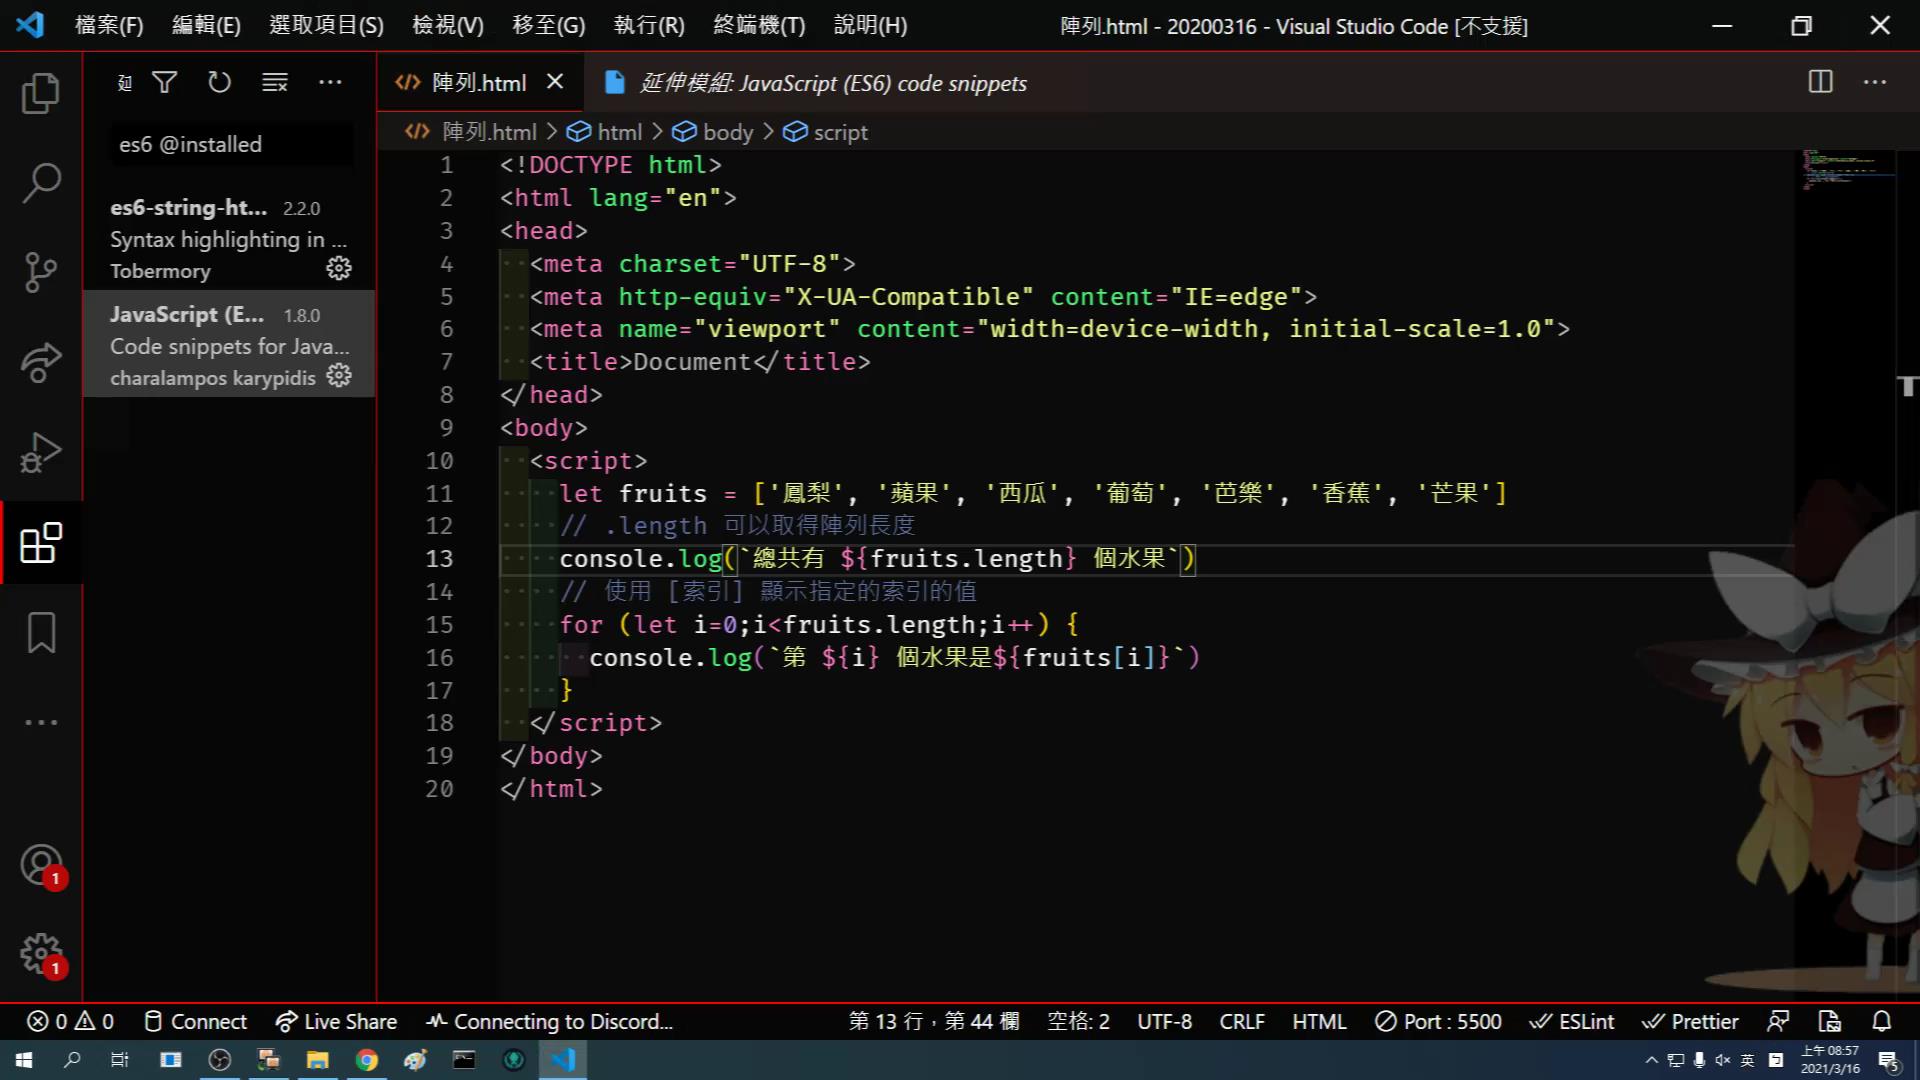 檔案(F) 編輯(E) 選取項目(S) 檢視(V) 移至(G) 執行(R) 終端機(T) 說明(H) 陣列.html - 20200316 - Visual Studio Code [不支援]
陣列.html 延伸模組: JavaScript (ES6) code snippets
陣列.html > html > body > script
es6 @installed
es6-string-ht... 2.2.0
Syntax highlighting in ...
Tobermory
JavaScript (E... 1.8.0
Code snippets for Java...
charalampos karypidis
1 <!DOCTYPE html>
2 <html lang="en">
3 <head>
4 <meta charset="UTF-8">
5 <meta http-equiv="X-UA-Compatible" content="IE=edge">
6 <meta name="viewport" content="width=device-width, initial-scale=1.0">
7 <title>Document</title>
8 </head>
9 <body>
10 <script>
11 let fruits = ['鳳梨', '蘋果', '西瓜', '葡萄', '芭樂', '香蕉', '芒果']
12 // .length 可以取得陣列長度
13 console.log(`總共有 ${fruits.length} 個水果`)
14 // 使用 [索引] 顯示指定的索引的值
15 for (let i=0;i<fruits.length;i++) {
16 console.log(`第 ${i} 個水果是${fruits[i]}`)
17 }
18 </script>
19 </body>
20 </html>
1
1
0 0 Connect Live Share Connecting to Discord... 第 13 行，第 44 欄 空格: 2 UTF-8 CRLF HTML Port : 5500 ESLint Prettier
英 上午 08:57
2021/3/16 5